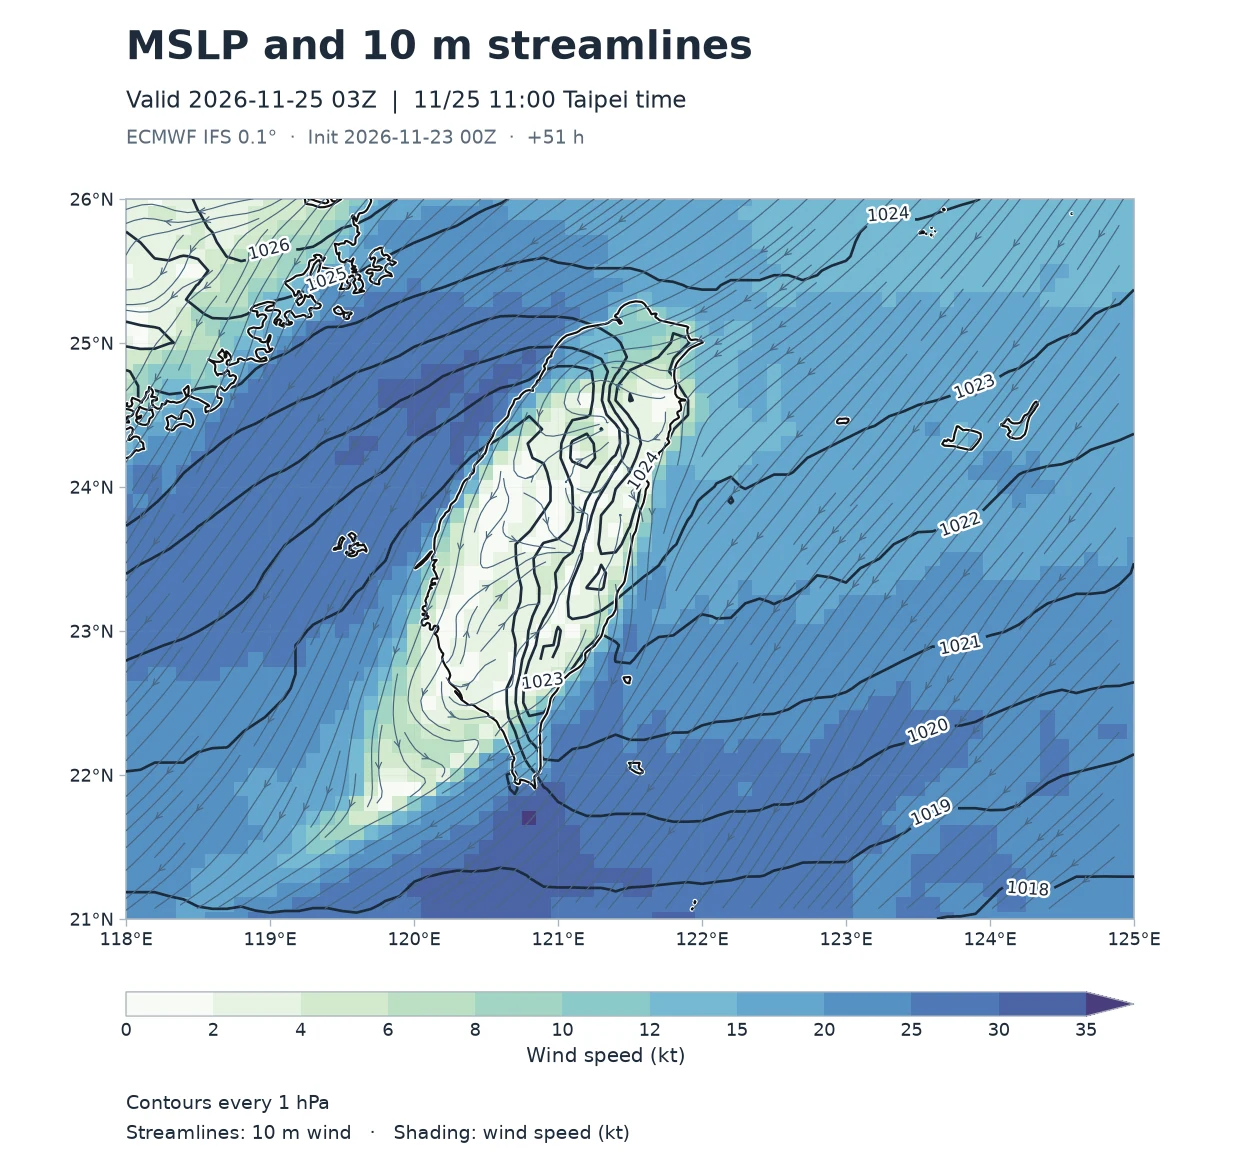 MSLP and 10 m streamlines
Valid 2026-11-25 03Z | 11/25 11:00 Taipei time
ECMWF IFS 0.1° · Init 2026-11-23 00Z · +51 h
26°N
25°N
24°N
23°N
22°N
21°N
1024
1026
1025
1023
1024
1022
1021
1023
1020
1019
1018
118°E 119°E 120°E 121°E 122°E 123°E 124°E 125°E
0 2 4 6 8 10 12 15 20 25 30 35
Wind speed (kt)
Contours every 1 hPa
Streamlines: 10 m wind · Shading: wind speed (kt)